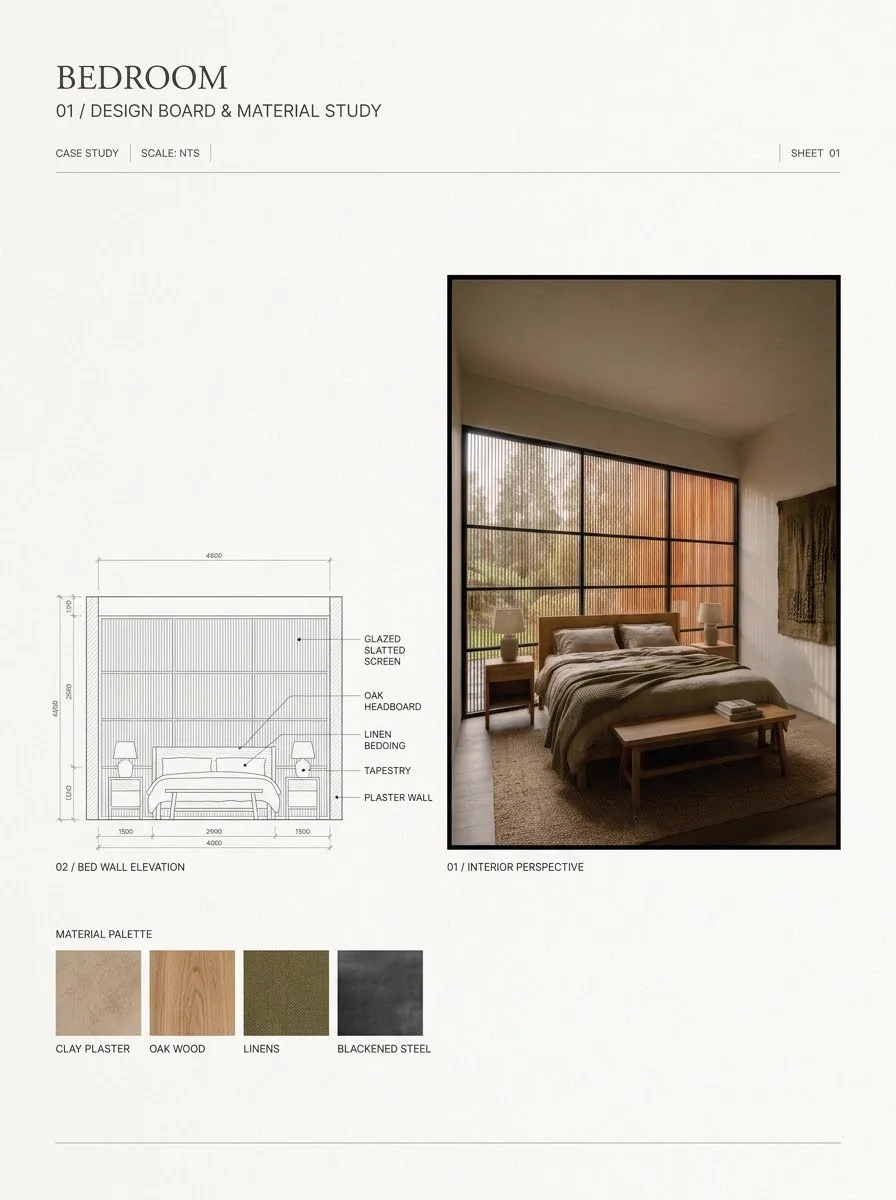 BEDROOM
01 / DESIGN BOARD & MATERIAL STUDY
CASE STUDY
SCALE: NTS
SHEET 01
4600
GLAZED
SLATTED
SCREEN
OAK
HEADBOARD
LINEN
BEDOING
TAPESTRY
PLASTER WALL
1500
2900
1500
4000
02 / BED WALL ELEVATION
01 / INTERIOR PERSPECTIVE
MATERIAL PALETTE
CLAY PLASTER
OAK WOOD
LINENS
BLACKENED STEEL